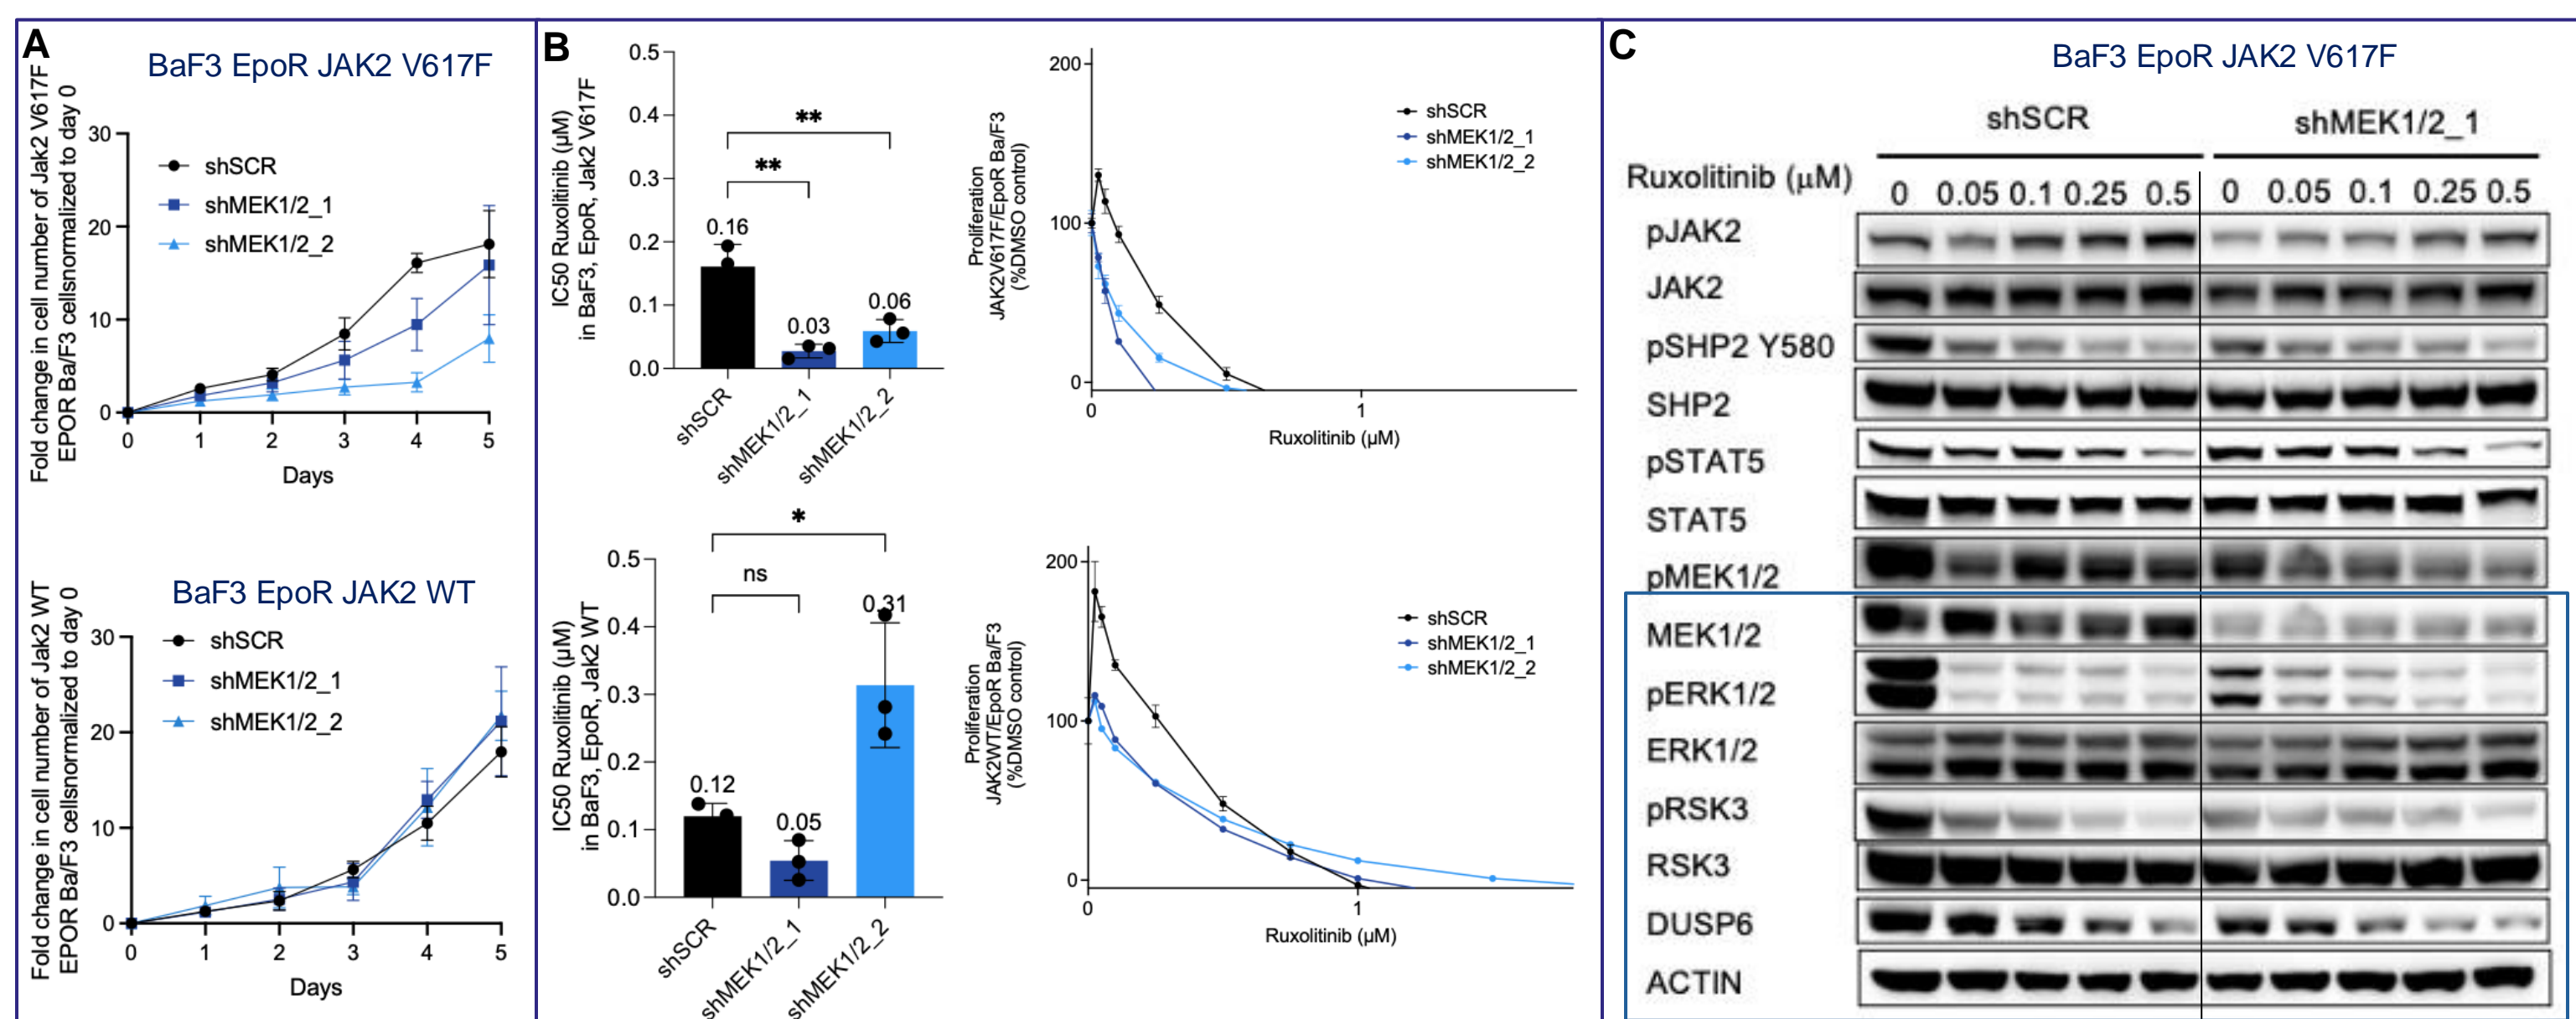 A
BaF3 EpoR JAK2 V617F
Fold change in cell number of Jak2 V617F
EPOR Ba/F3 cellsnormalized to day 0
30
20
10
0
shSCR
shMEK1/2_1
shMEK1/2_2
0 1 2 3 4 5
Days
BaF3 EpoR JAK2 WT
Fold change in cell number of Jak2 WT
EPOR Ba/F3 cellsnormalized to day 0
30
20
10
0
shSCR
shMEK1/2_1
shMEK1/2_2
0 1 2 3 4 5
Days
B
IC50 Ruxolitinib (µM)
in BaF3, EpoR, Jak2 V617F
0.5
0.4
0.3
0.2
0.1
0.0
**
**
0.16
0.03
0.06
shSCR
shMEK1/2_1
shMEK1/2_2
Proliferation
JAK2V617F/EpoR Ba/F3
(%DMSO control)
200
100
0
shSCR
shMEK1/2_1
shMEK1/2_2
0 1
Ruxolitinib (µM)
IC50 Ruxolitinib (µM)
in BaF3, EpoR, Jak2 WT
0.5
0.4
0.3
0.2
0.1
0.0
*
ns
0.12
0.05
0.31
shSCR
shMEK1/2_1
shMEK1/2_2
Proliferation
JAK2WT/EpoR Ba/F3
(%DMSO control)
200
100
0
shSCR
shMEK1/2_1
shMEK1/2_2
0 1
Ruxolitinib (µM)
C
BaF3 EpoR JAK2 V617F
shSCR shMEK1/2_1
Ruxolitinib (µM) 0 0.05 0.1 0.25 0.5 0 0.05 0.1 0.25 0.5
pJAK2
JAK2
pSHP2 Y580
SHP2
pSTAT5
STAT5
pMEK1/2
MEK1/2
pERK1/2
ERK1/2
pRSK3
RSK3
DUSP6
ACTIN